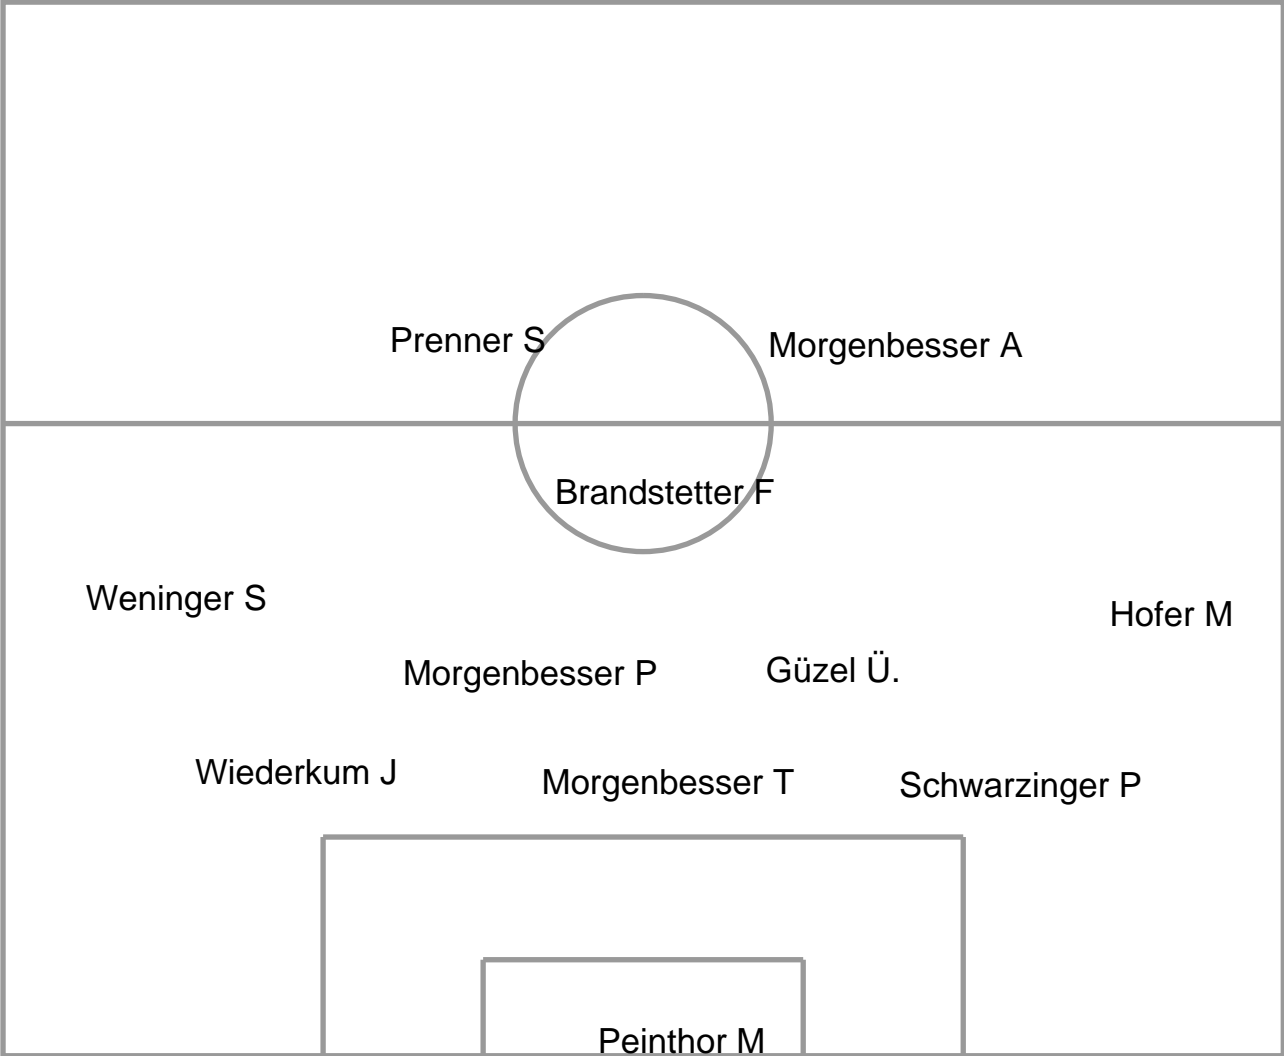 Prenner S
Morgenbesser A
Brandstetter F
Weninger S
Hofer M
Morgenbesser P
Güzel Ü.
Wiederkum J
Morgenbesser T
Schwarzinger P
Peinthor M